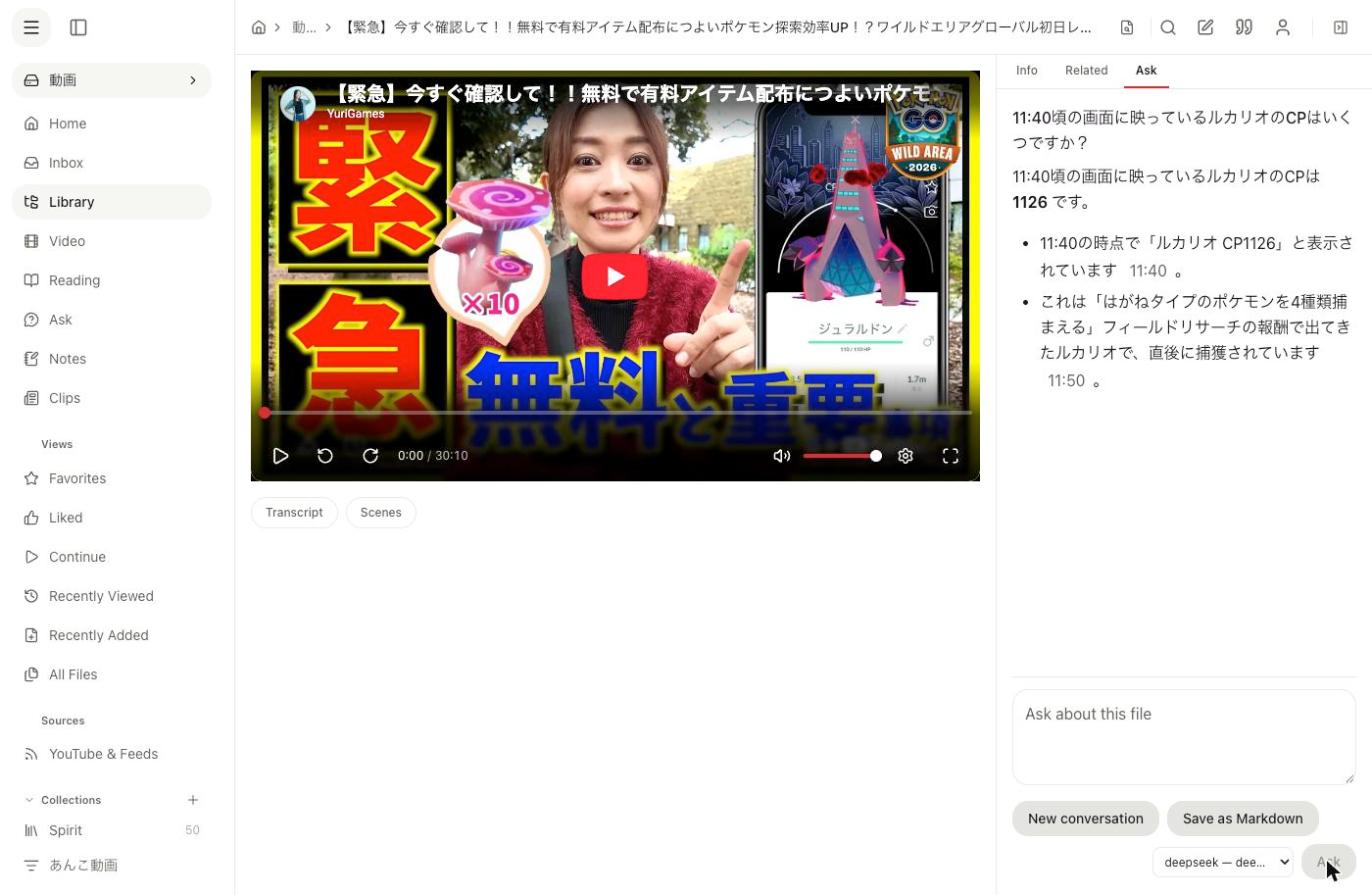 動画
Home
Inbox
Library
Video
Reading
Ask
Notes
Clips
Views
Favorites
Liked
Continue
Recently Viewed
Recently Added
All Files
Sources
YouTube & Feeds
Collections
Spirit 50
あんこ動画
動... 【緊急】今すぐ確認して！！無料で有料アイテム配布につよいポケモン探索効率UP！？ワイルドエリアグローバル初日レ...
【緊急】今すぐ確認して！！無料で有料アイテム配布につよいポケモ
YuriGames
緊急
×10
無料と重要
POKÉMON GO
WILD AREA
2026
ジュラルドン
1.7m
0:00 / 30:10
Transcript
Scenes
Info
Related
Ask
11:40頃の画面に映っているルカリオのCPはいく
つですか？
11:40頃の画面に映っているルカリオのCPは
1126 です。
• 11:40の時点で「ルカリオ CP1126」と表示さ
れています 11:40 。
• これは「はがねタイプのポケモンを4種類捕
まえる」フィールドリサーチの報酬で出てき
たルカリオで、直後に捕獲されています
11:50 。
Ask about this file
New conversation
Save as Markdown
deepseek — dee...
Ask